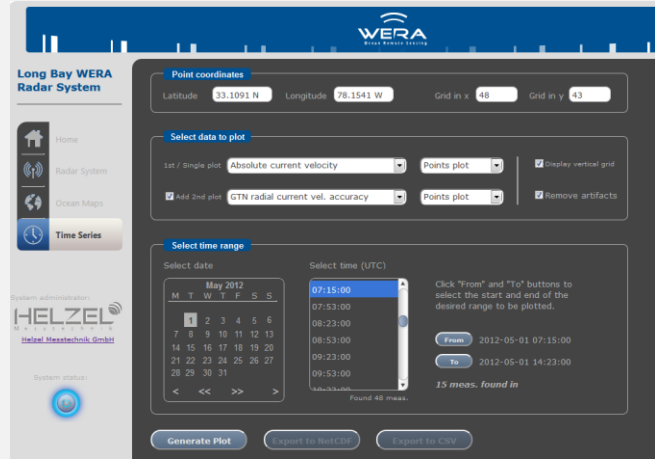 WERA
Ocean Remote Sensing
Long Bay WERA
Radar System
Home
Radar System
Ocean Maps
Time Series
System administrator:
HELZEL
Messtechnik
Helzel Messtechnik GmbH
System status:
Point coordinates
Latitude 33.1091 N Longitude 78.1541 W Grid in x 48 Grid in y 43
Select data to plot
1st / Single plot Absolute current velocity Points plot Display vertical grid
Add 2nd plot GTN radial current vel. accuracy Points plot Remove artifacts
Select time range
Select date
May 2012
M T W T F S S
1 2 3 4 5 6
7 8 9 10 11 12 13
14 15 16 17 18 19 20
21 22 23 24 25 26 27
28 29 30 31
< << >> >
Select time (UTC)
07:15:00
07:53:00
08:23:00
08:53:00
09:23:00
09:53:00
10:23:00
Found 48 meas.
Click "From" and "To" buttons to
select the start and end of the
desired range to be plotted.
From 2012-05-01 07:15:00
To 2012-05-01 14:23:00
15 meas. found in
Generate Plot Export to NetCDF Export to CSV